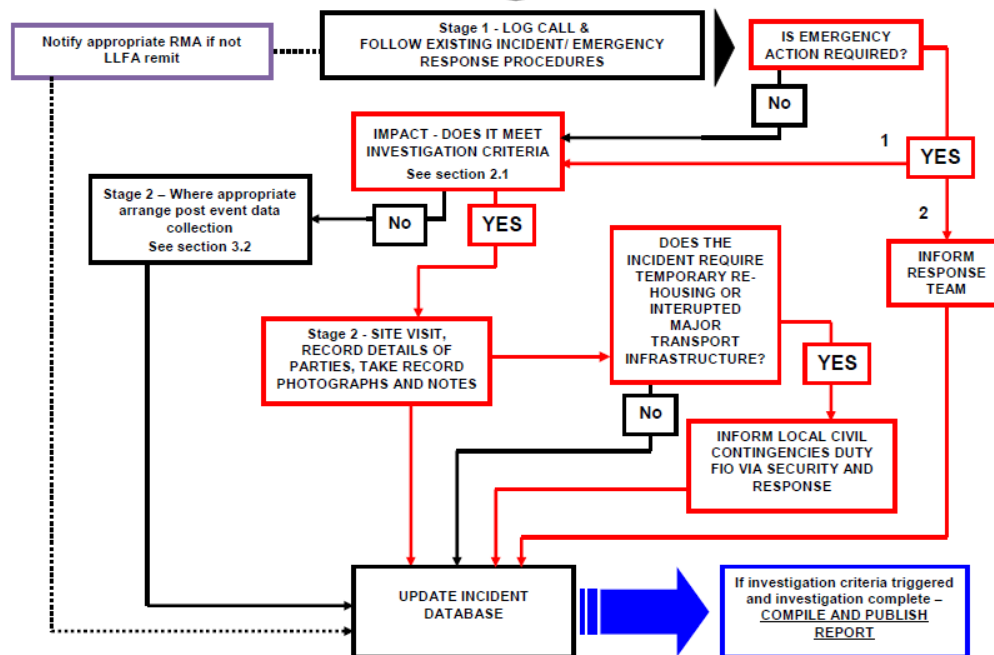 Notify appropriate RMA if not
LLFA remit
Stage 1 - LOG CALL &
FOLLOW EXISTING INCIDENT/ EMERGENCY
RESPONSE PROCEDURES
IS EMERGENCY
ACTION REQUIRED?
No
IMPACT - DOES IT MEET
INVESTIGATION CRITERIA
See section 2.1
1
YES
Stage 2 – Where appropriate
arrange post event data
collection
See section 3.2
No
YES
2
DOES THE
INCIDENT REQUIRE
TEMPORARY RE-
HOUSING OR
INTERUPTED
MAJOR
TRANSPORT
INFRASTRUCTURE?
INFORM
RESPONSE
TEAM
Stage 2 - SITE VISIT,
RECORD DETAILS OF
PARTIES, TAKE RECORD
PHOTOGRAPHS AND NOTES
YES
No
INFORM LOCAL CIVIL
CONTINGENCIES DUTY
FIO VIA SECURITY AND
RESPONSE
UPDATE INCIDENT
DATABASE
If investigation criteria triggered
and investigation complete –
COMPILE AND PUBLISH
REPORT